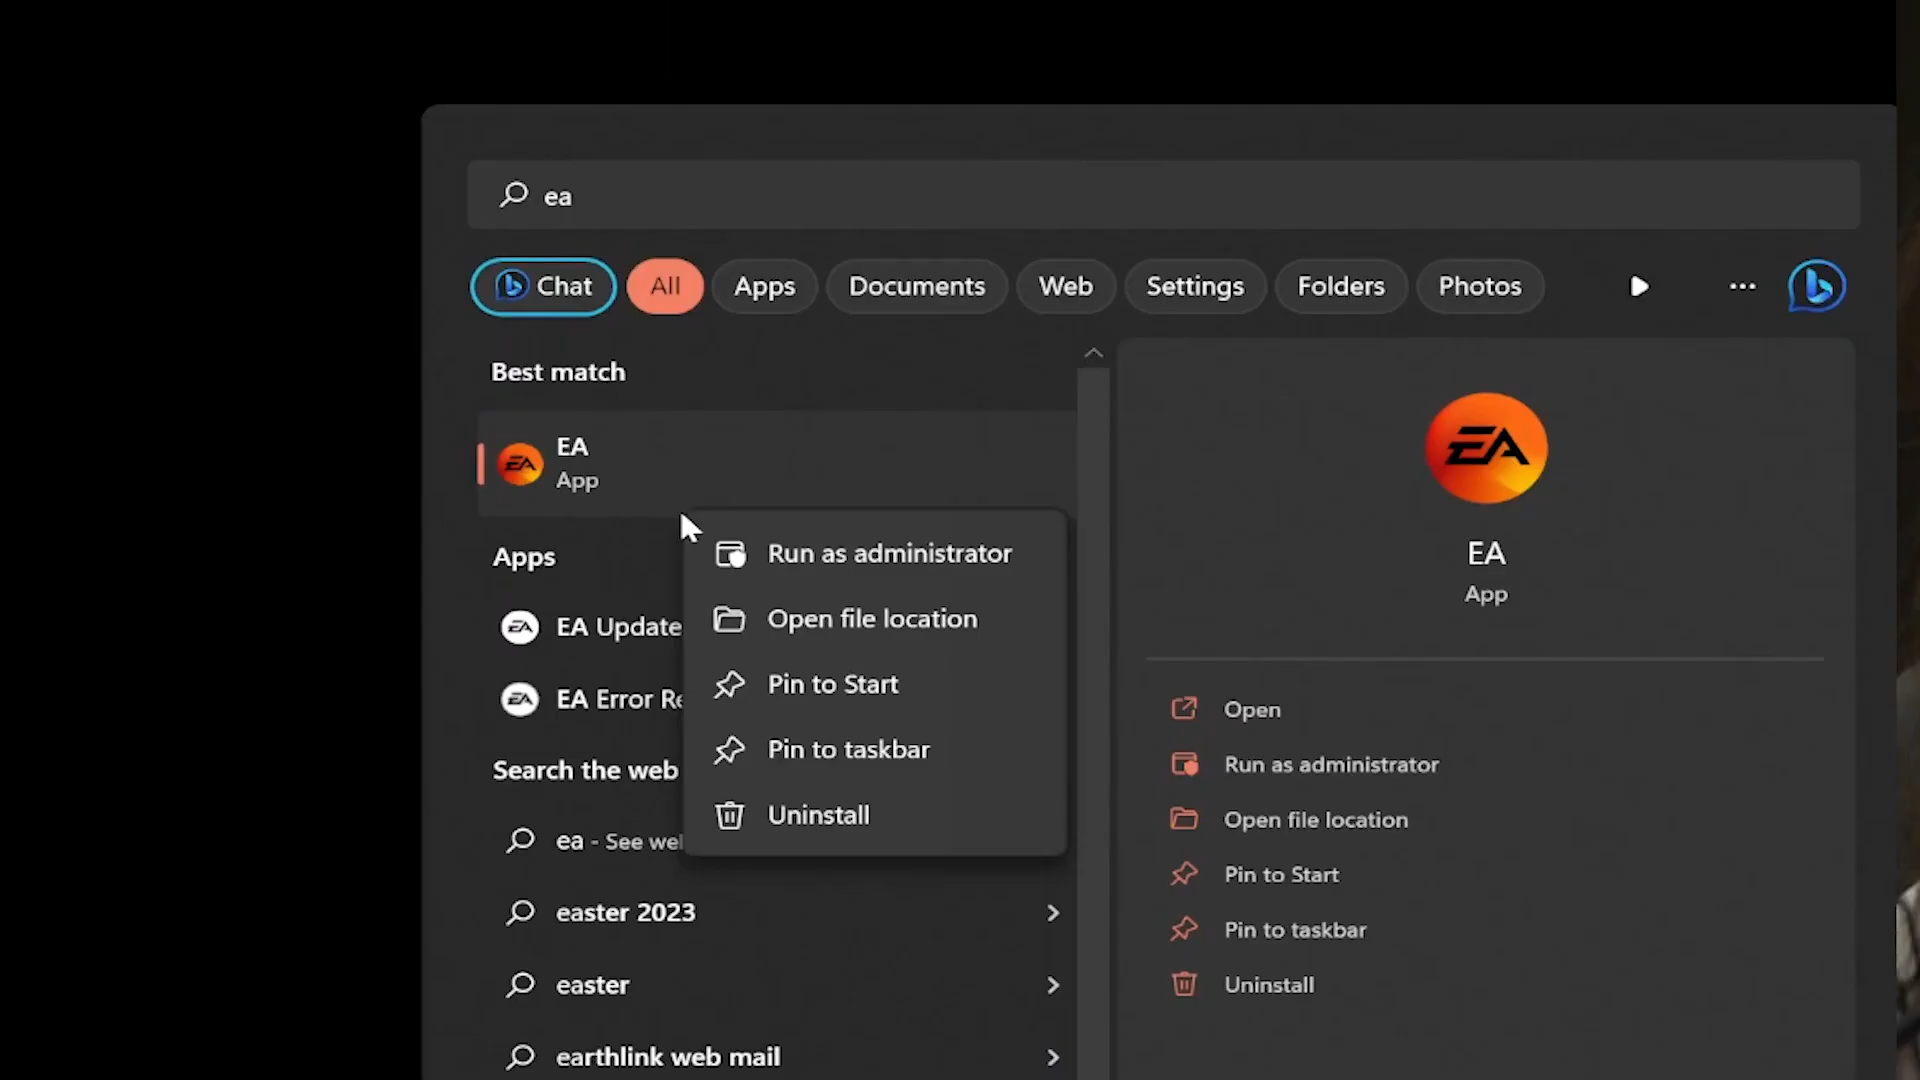 ea
Chat
All
Apps
Documents
Web
Settings
Folders
Photos
Best match
EA
App
Apps
EA Update
EA Error Re
Search the web
ea - See we
easter 2023
easter
earthlink web mail
Run as administrator
Open file location
Pin to Start
Pin to taskbar
Uninstall
EA
EA
App
Open
Run as administrator
Open file location
Pin to Start
Pin to taskbar
Uninstall